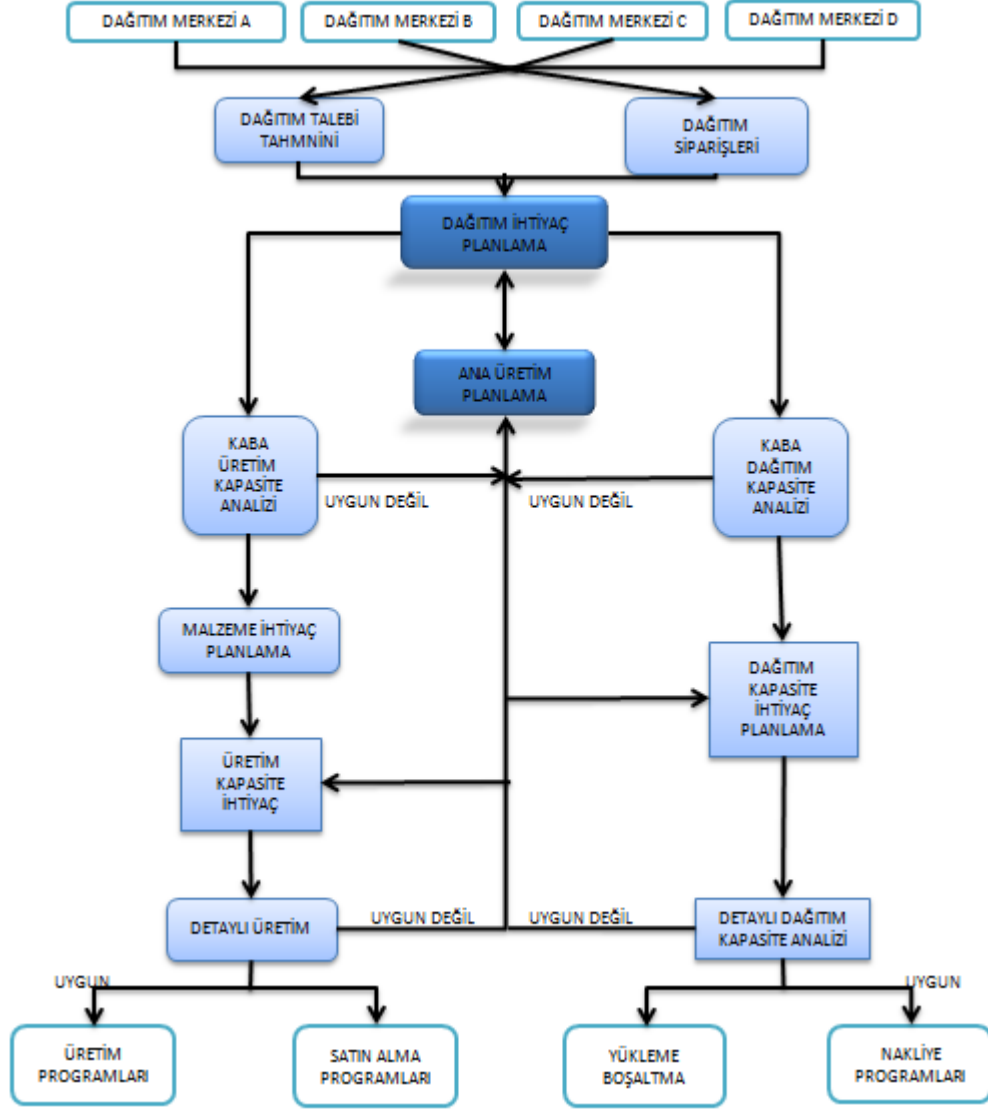 DAĞITIM MERKEZİ A
DAĞITIM MERKEZİ B
DAĞITIM MERKEZİ C
DAĞITIM MERKEZİ D
DAĞITIM TALEBİ
TAHMNİNİ
DAĞITIM
SİPARİŞLERİ
DAĞITIM İHTİYAÇ
PLANLAMA
ANA ÜRETİM
PLANLAMA
KABA
ÜRETİM
KAPASİTE
ANALİZİ
UYGUN DEĞİL
UYGUN DEĞİL
KABA
DAĞITIM
KAPASİTE
ANALİZİ
MALZEME İHTİYAÇ
PLANLAMA
DAĞITIM
KAPASİTE
İHTİYAÇ
PLANLAMA
ÜRETİM
KAPASİTE
İHTİYAÇ
DETAYLI ÜRETİM
UYGUN DEĞİL
UYGUN DEĞİL
DETAYLI DAĞITIM
KAPASİTE ANALİZİ
UYGUN
UYGUN
ÜRETİM
PROGRAMLARI
SATIN ALMA
PROGRAMLARI
YÜKLEME
BOŞALTMA
NAKLİYE
PROGRAMLARI